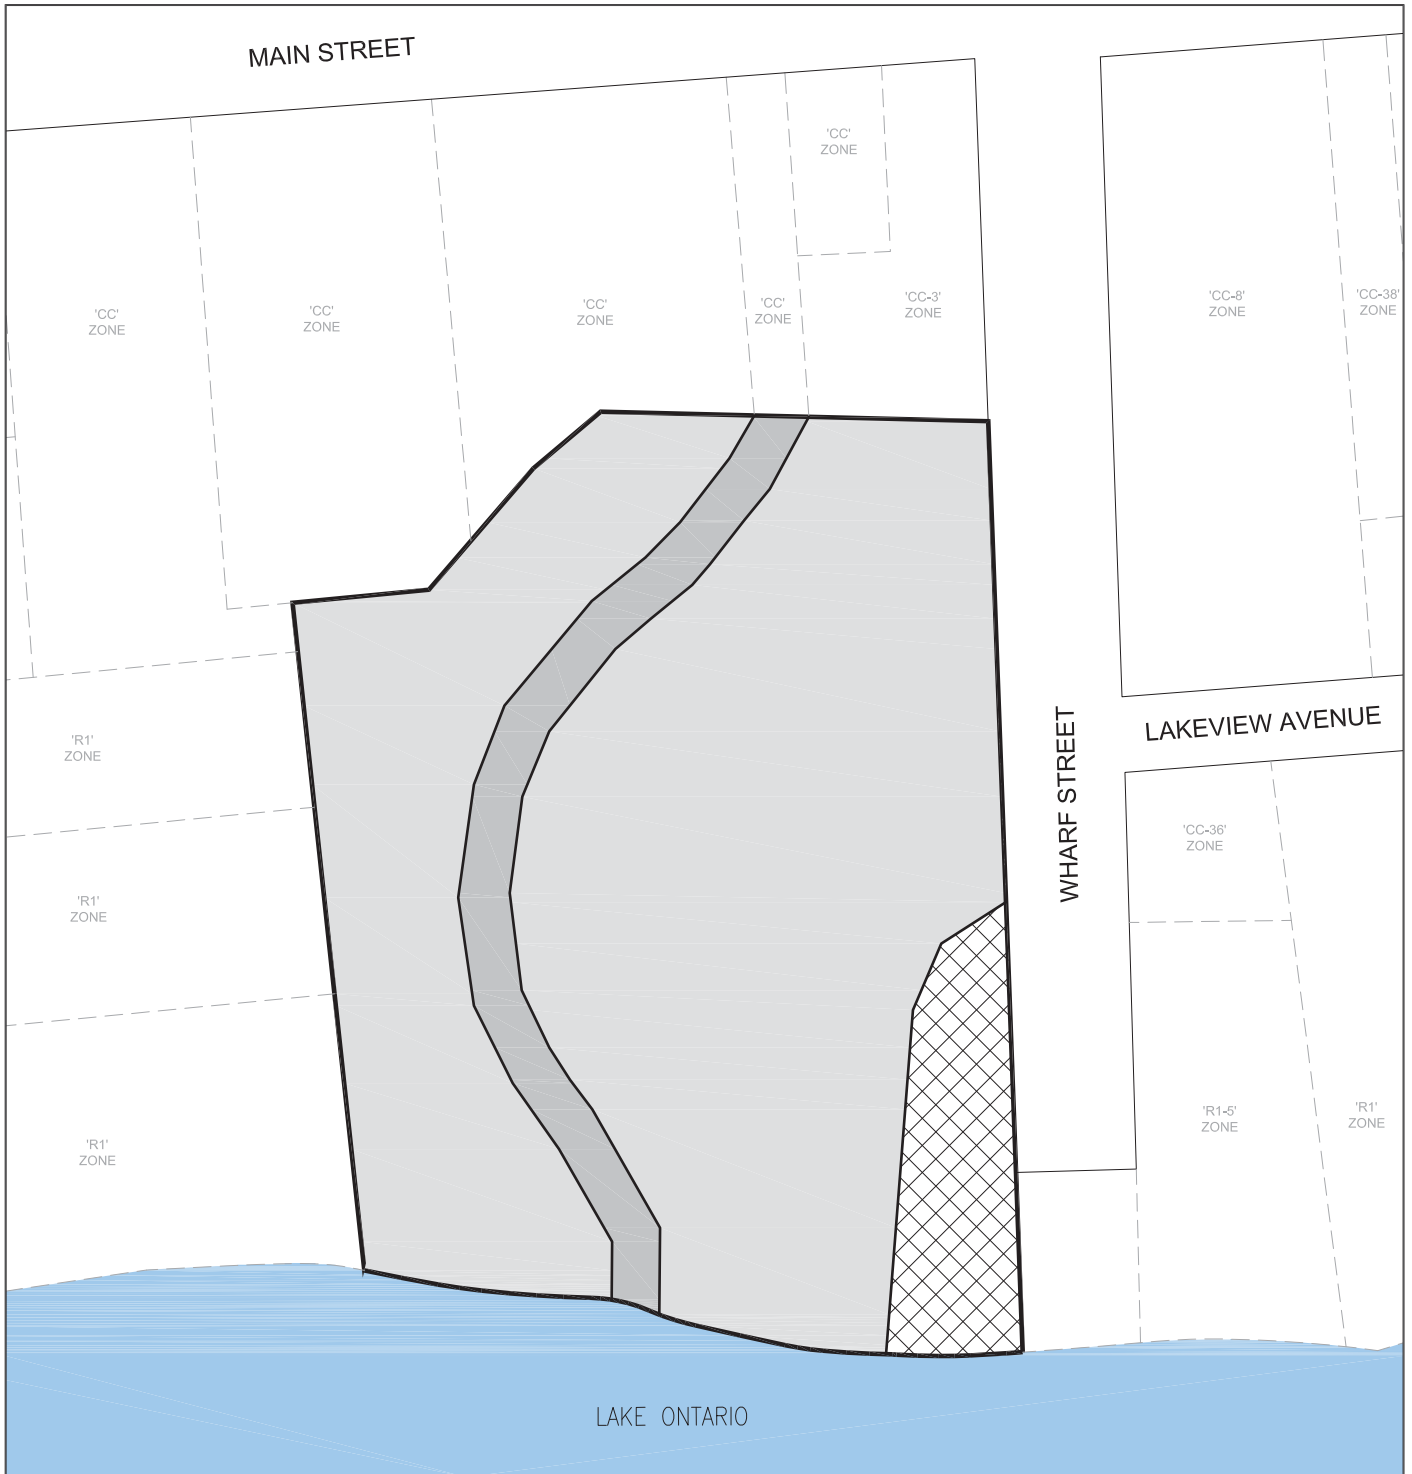 MAIN STREET
'CC'
ZONE
'CC'
ZONE
'CC'
ZONE
'CC'
ZONE
'CC'
ZONE
'CC-3'
ZONE
'CC-8'
ZONE
'CC-38'
ZONE
LAKEVIEW AVENUE
WHARF STREET
'R1'
ZONE
'CC-36'
ZONE
'R1'
ZONE
'R1'
ZONE
'R1-5'
ZONE
'R1'
ZONE
LAKE ONTARIO